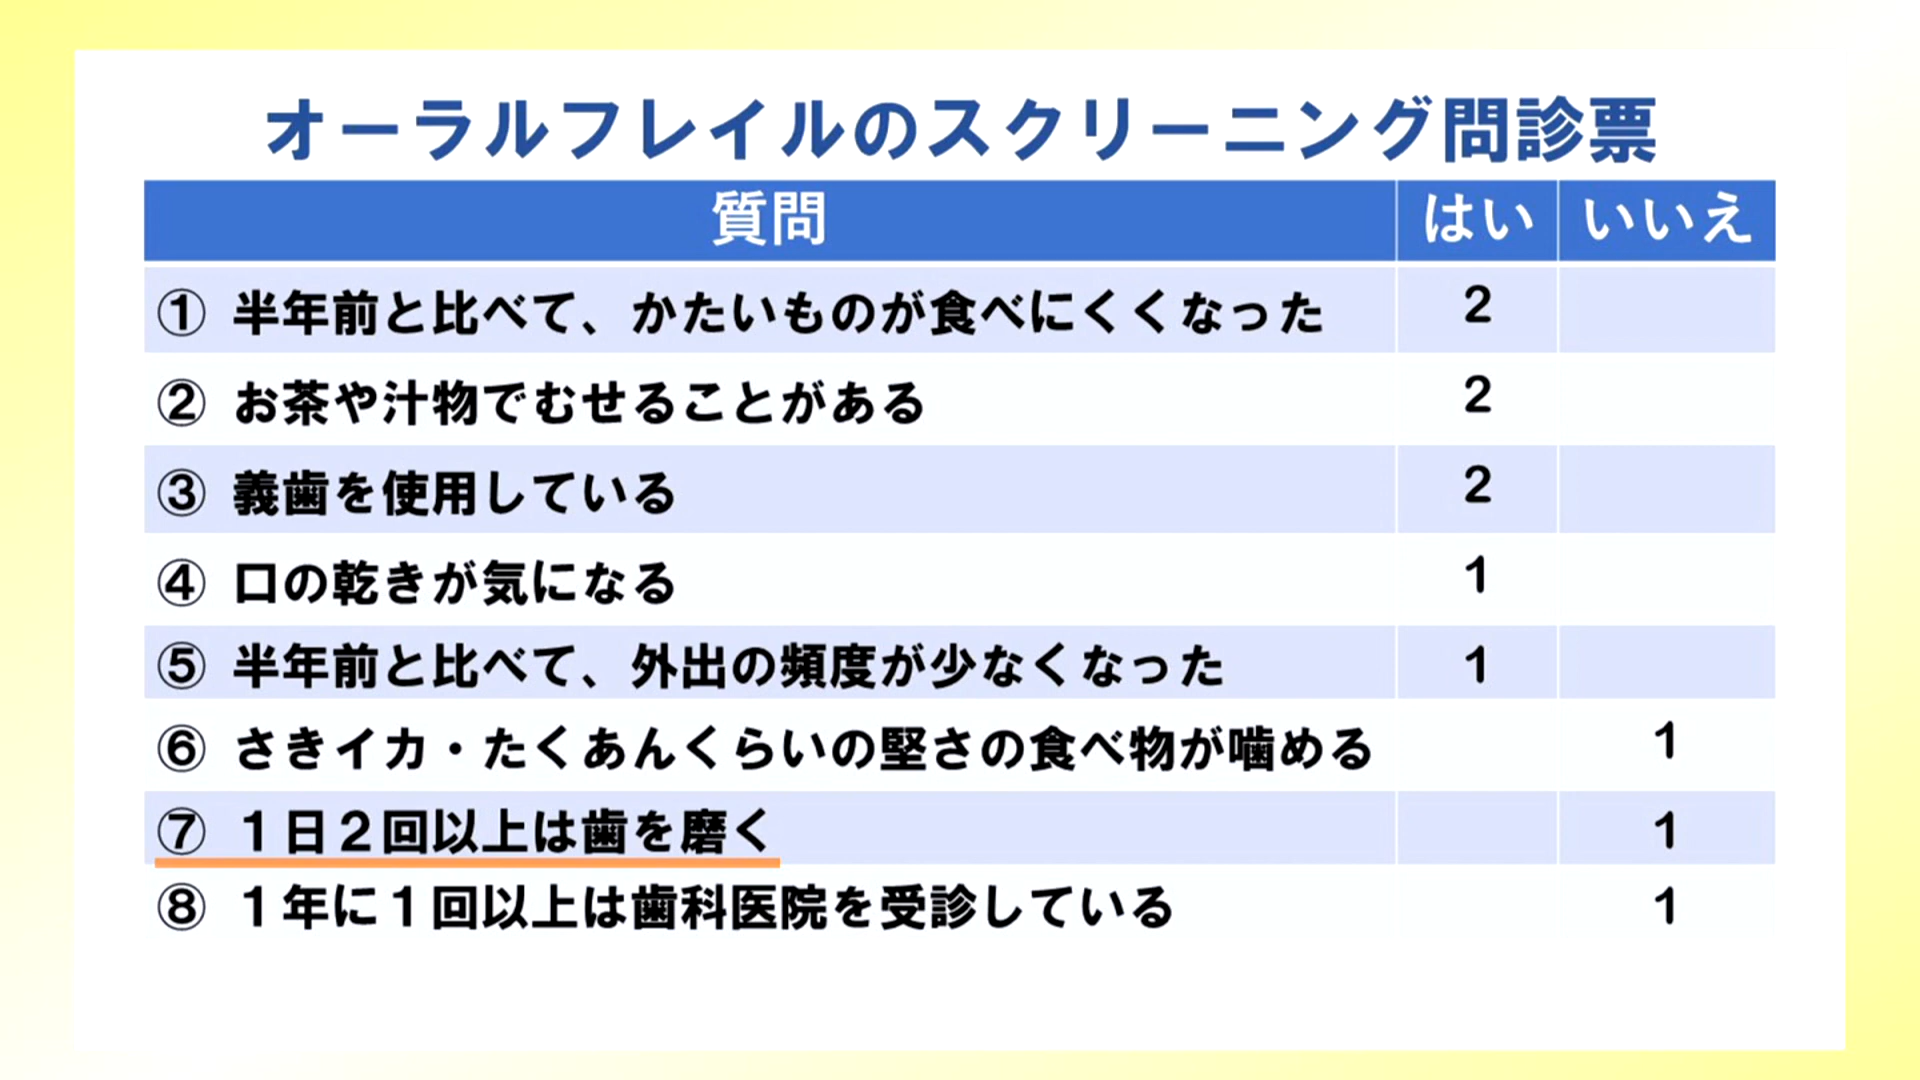 オーラルフレイルのスクリーニング問診票
質問 はい いいえ
① 半年前と比べて、かたいものが食べにくくなった 2
② お茶や汁物でむせることがある 2
③ 義歯を使用している 2
④ 口の乾きが気になる 1
⑤ 半年前と比べて、外出の頻度が少なくなった 1
⑥ さきイカ・たくあんくらいの堅さの食べ物が噛める 1
⑦ １日２回以上は歯を磨く 1
⑧ １年に１回以上は歯科医院を受診している 1